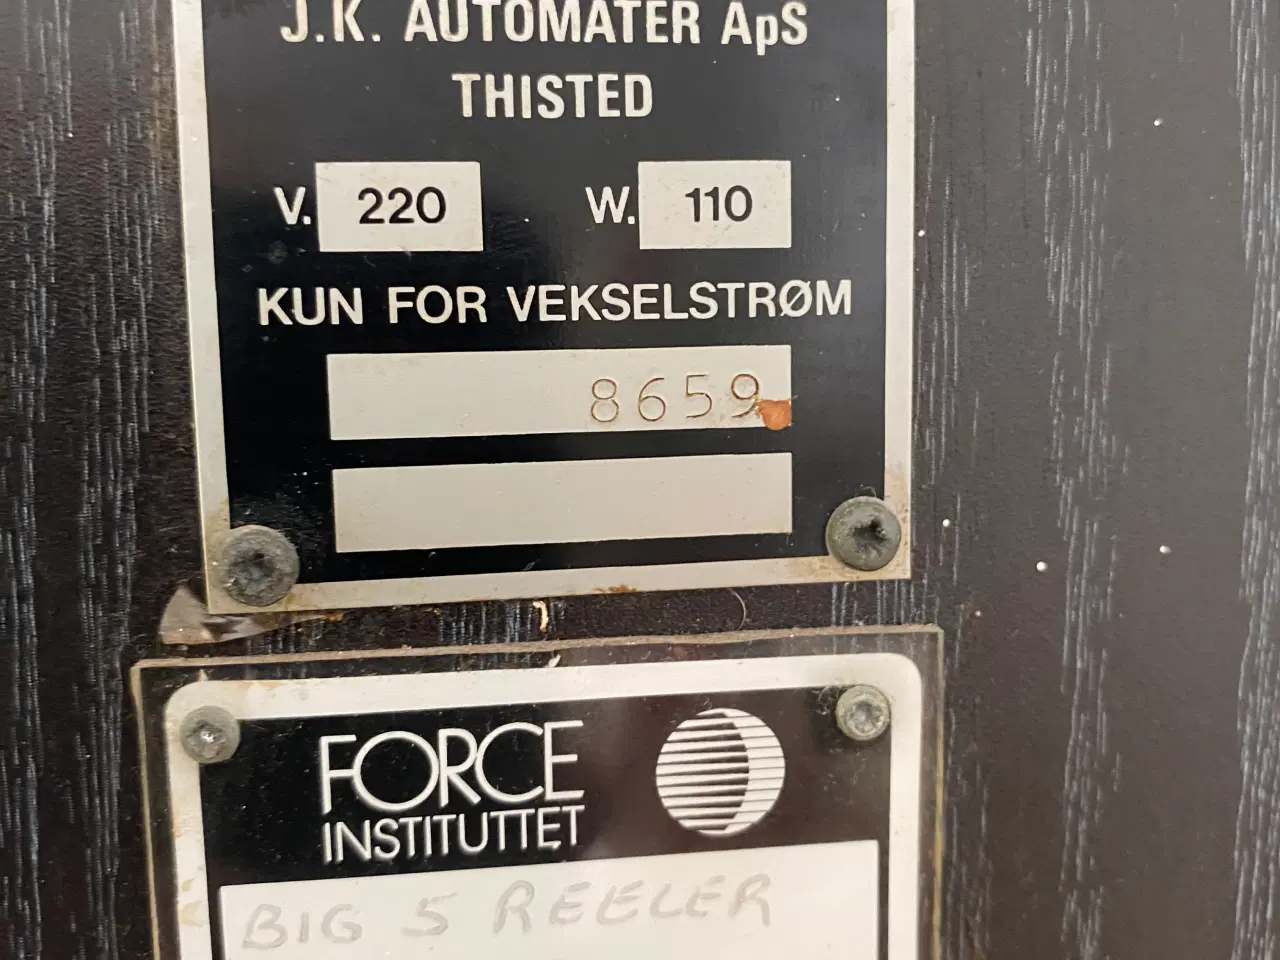 J.K. AUTOMATER ApS
THISTED
V. 220 W. 110
KUN FOR VEKSELSTRØM
8659
FORCE
INSTITUTTET
BIG 5 REELER